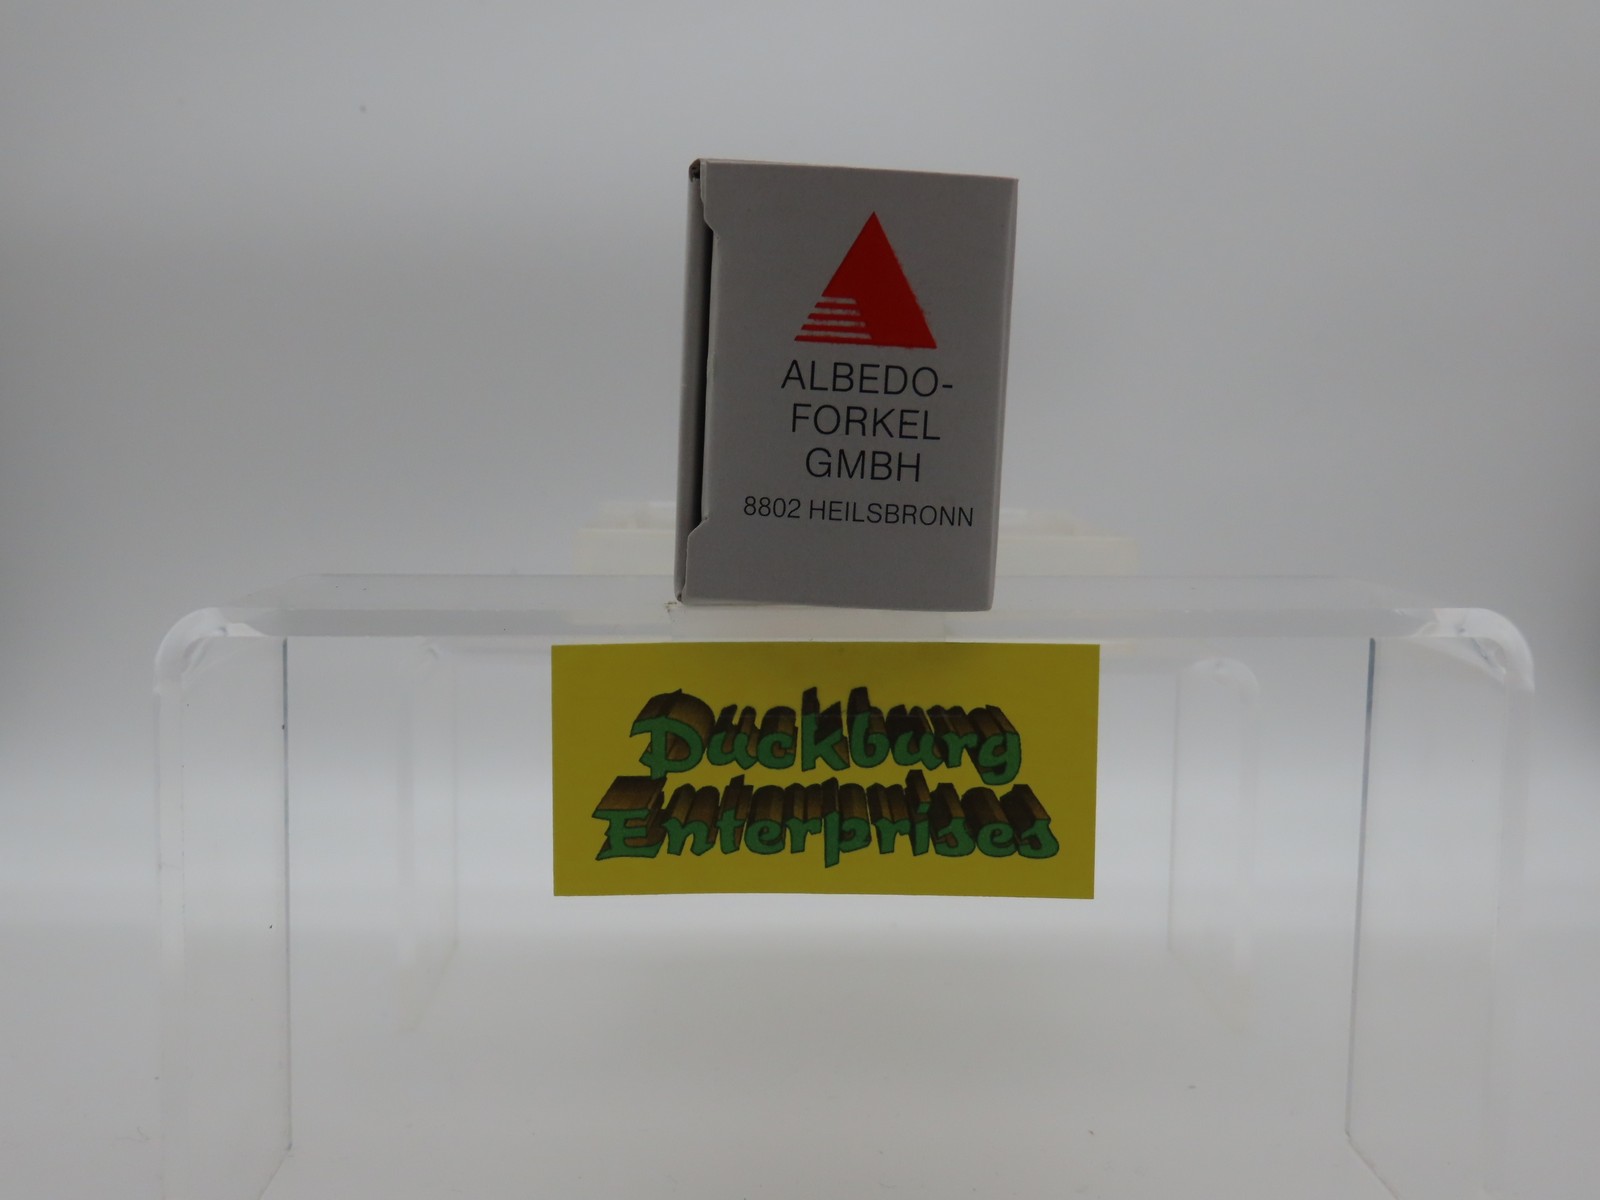 ALBEDO-
FORKEL
GMBH
8802 HEILSBRONN
Duckburg
Enterprises